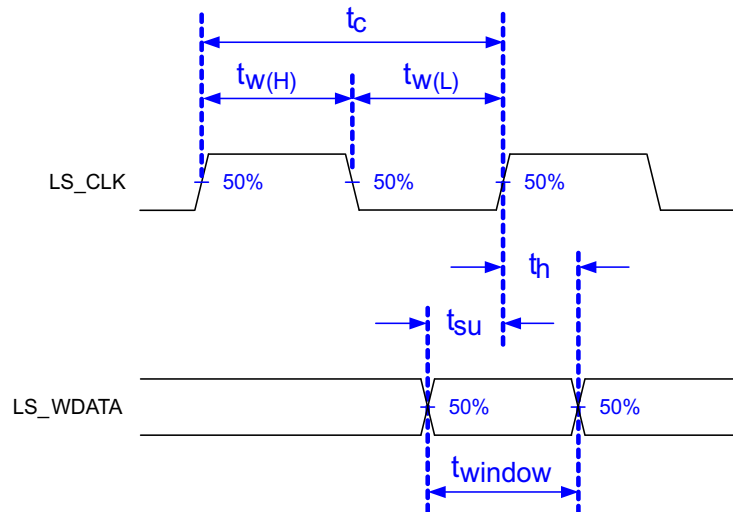 tc
tw(H) tw(L)
LS_CLK 50% 50% 50%
th
tsu
LS_WDATA 50% 50%
twindow